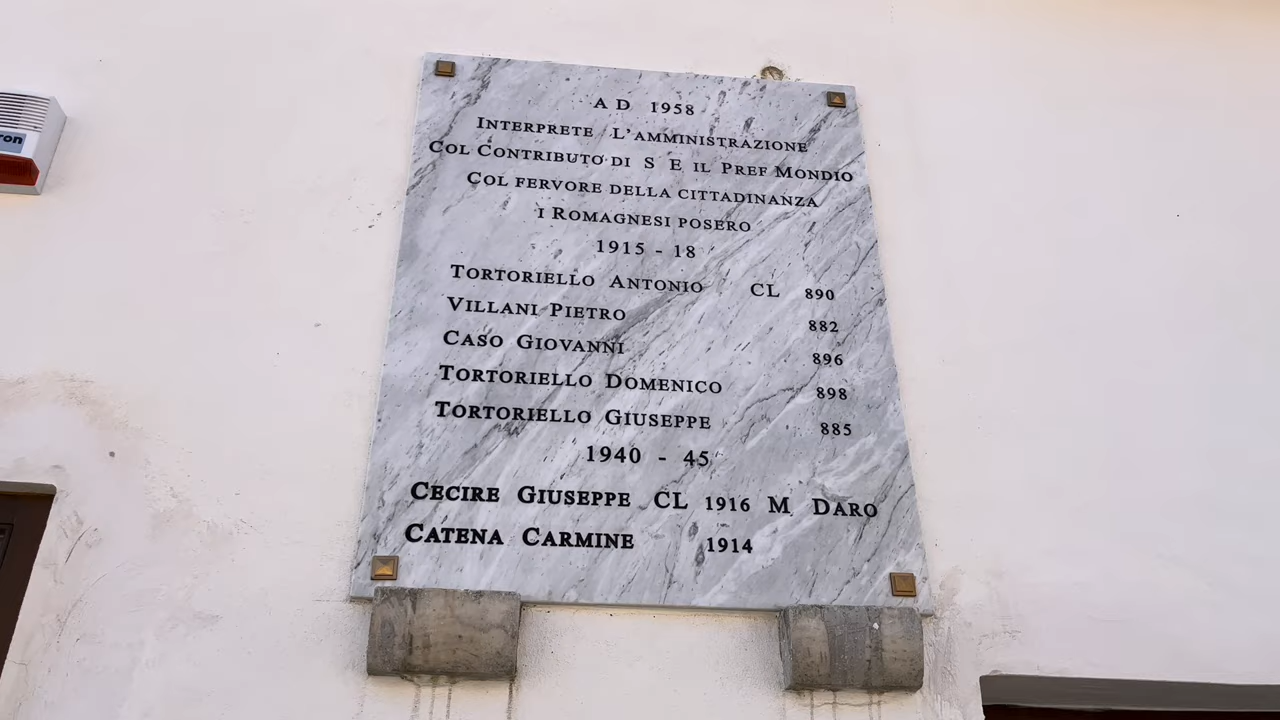 A D 1958
INTERPRETE L'AMMINISTRAZIONE
COL CONTRIBUTO DI S E IL PREF MONDIO
COL FERVORE DELLA CITTADINANZA
I ROMAGNESI POSERO
1915 - 18
TORTORIELLO ANTONIO CL 890
VILLANI PIETRO 882
CASO GIOVANNI 896
TORTORIELLO DOMENICO 898
TORTORIELLO GIUSEPPE 885
1940 - 45
CECIRE GIUSEPPE CL 1916 M DARO
CATENA CARMINE 1914